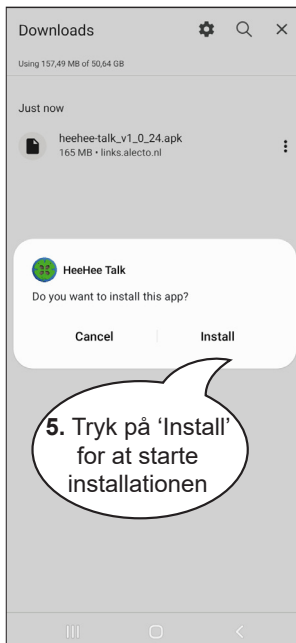 Downloads
Using 157,49 MB of 50,64 GB
Just now
heehee-talk_v1_0_24.apk
165 MB • links.alecto.nl
HeeHee Talk
Do you want to install this app?
Cancel
Install
5. Tryk på ‘Install’
for at starte
installationen